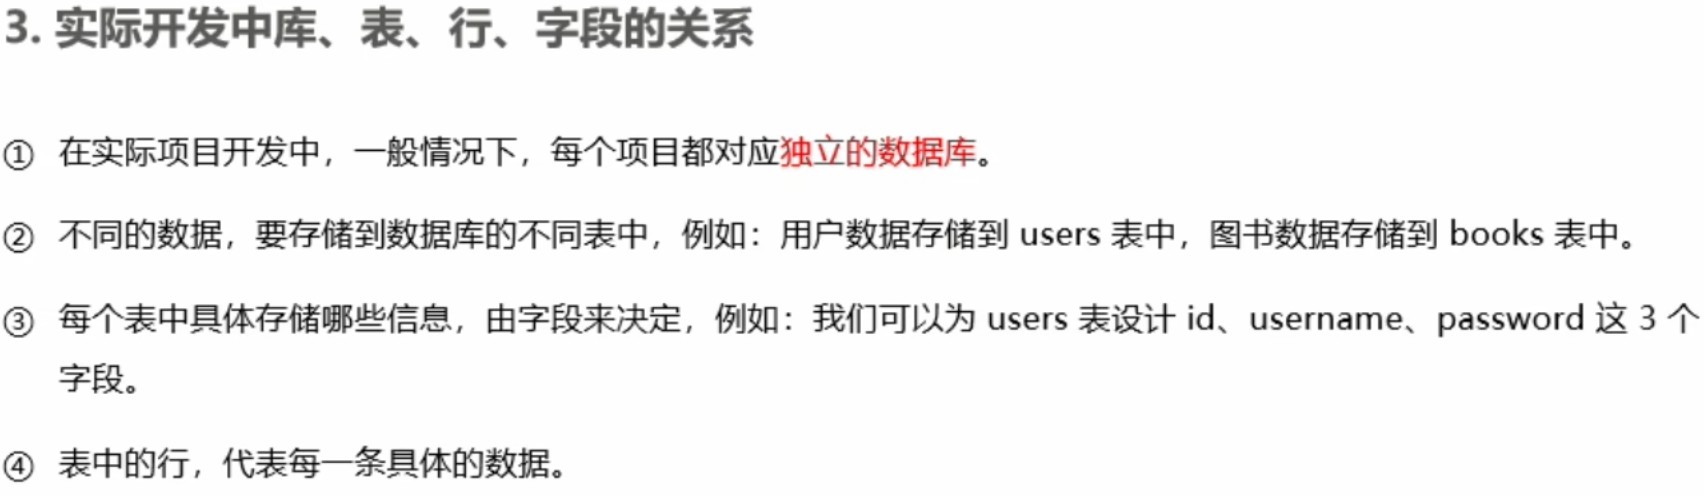 3. 实际开发中库、表、行、字段的关系
① 在实际项目开发中，一般情况下，每个项目都对应独立的数据库。
② 不同的数据，要存储到数据库的不同表中，例如：用户数据存储到 users 表中，图书数据存储到 books 表中。
③ 每个表中具体存储哪些信息，由字段来决定，例如：我们可以为 users 表设计 id、username、password 这 3 个
字段。
④ 表中的行，代表每一条具体的数据。